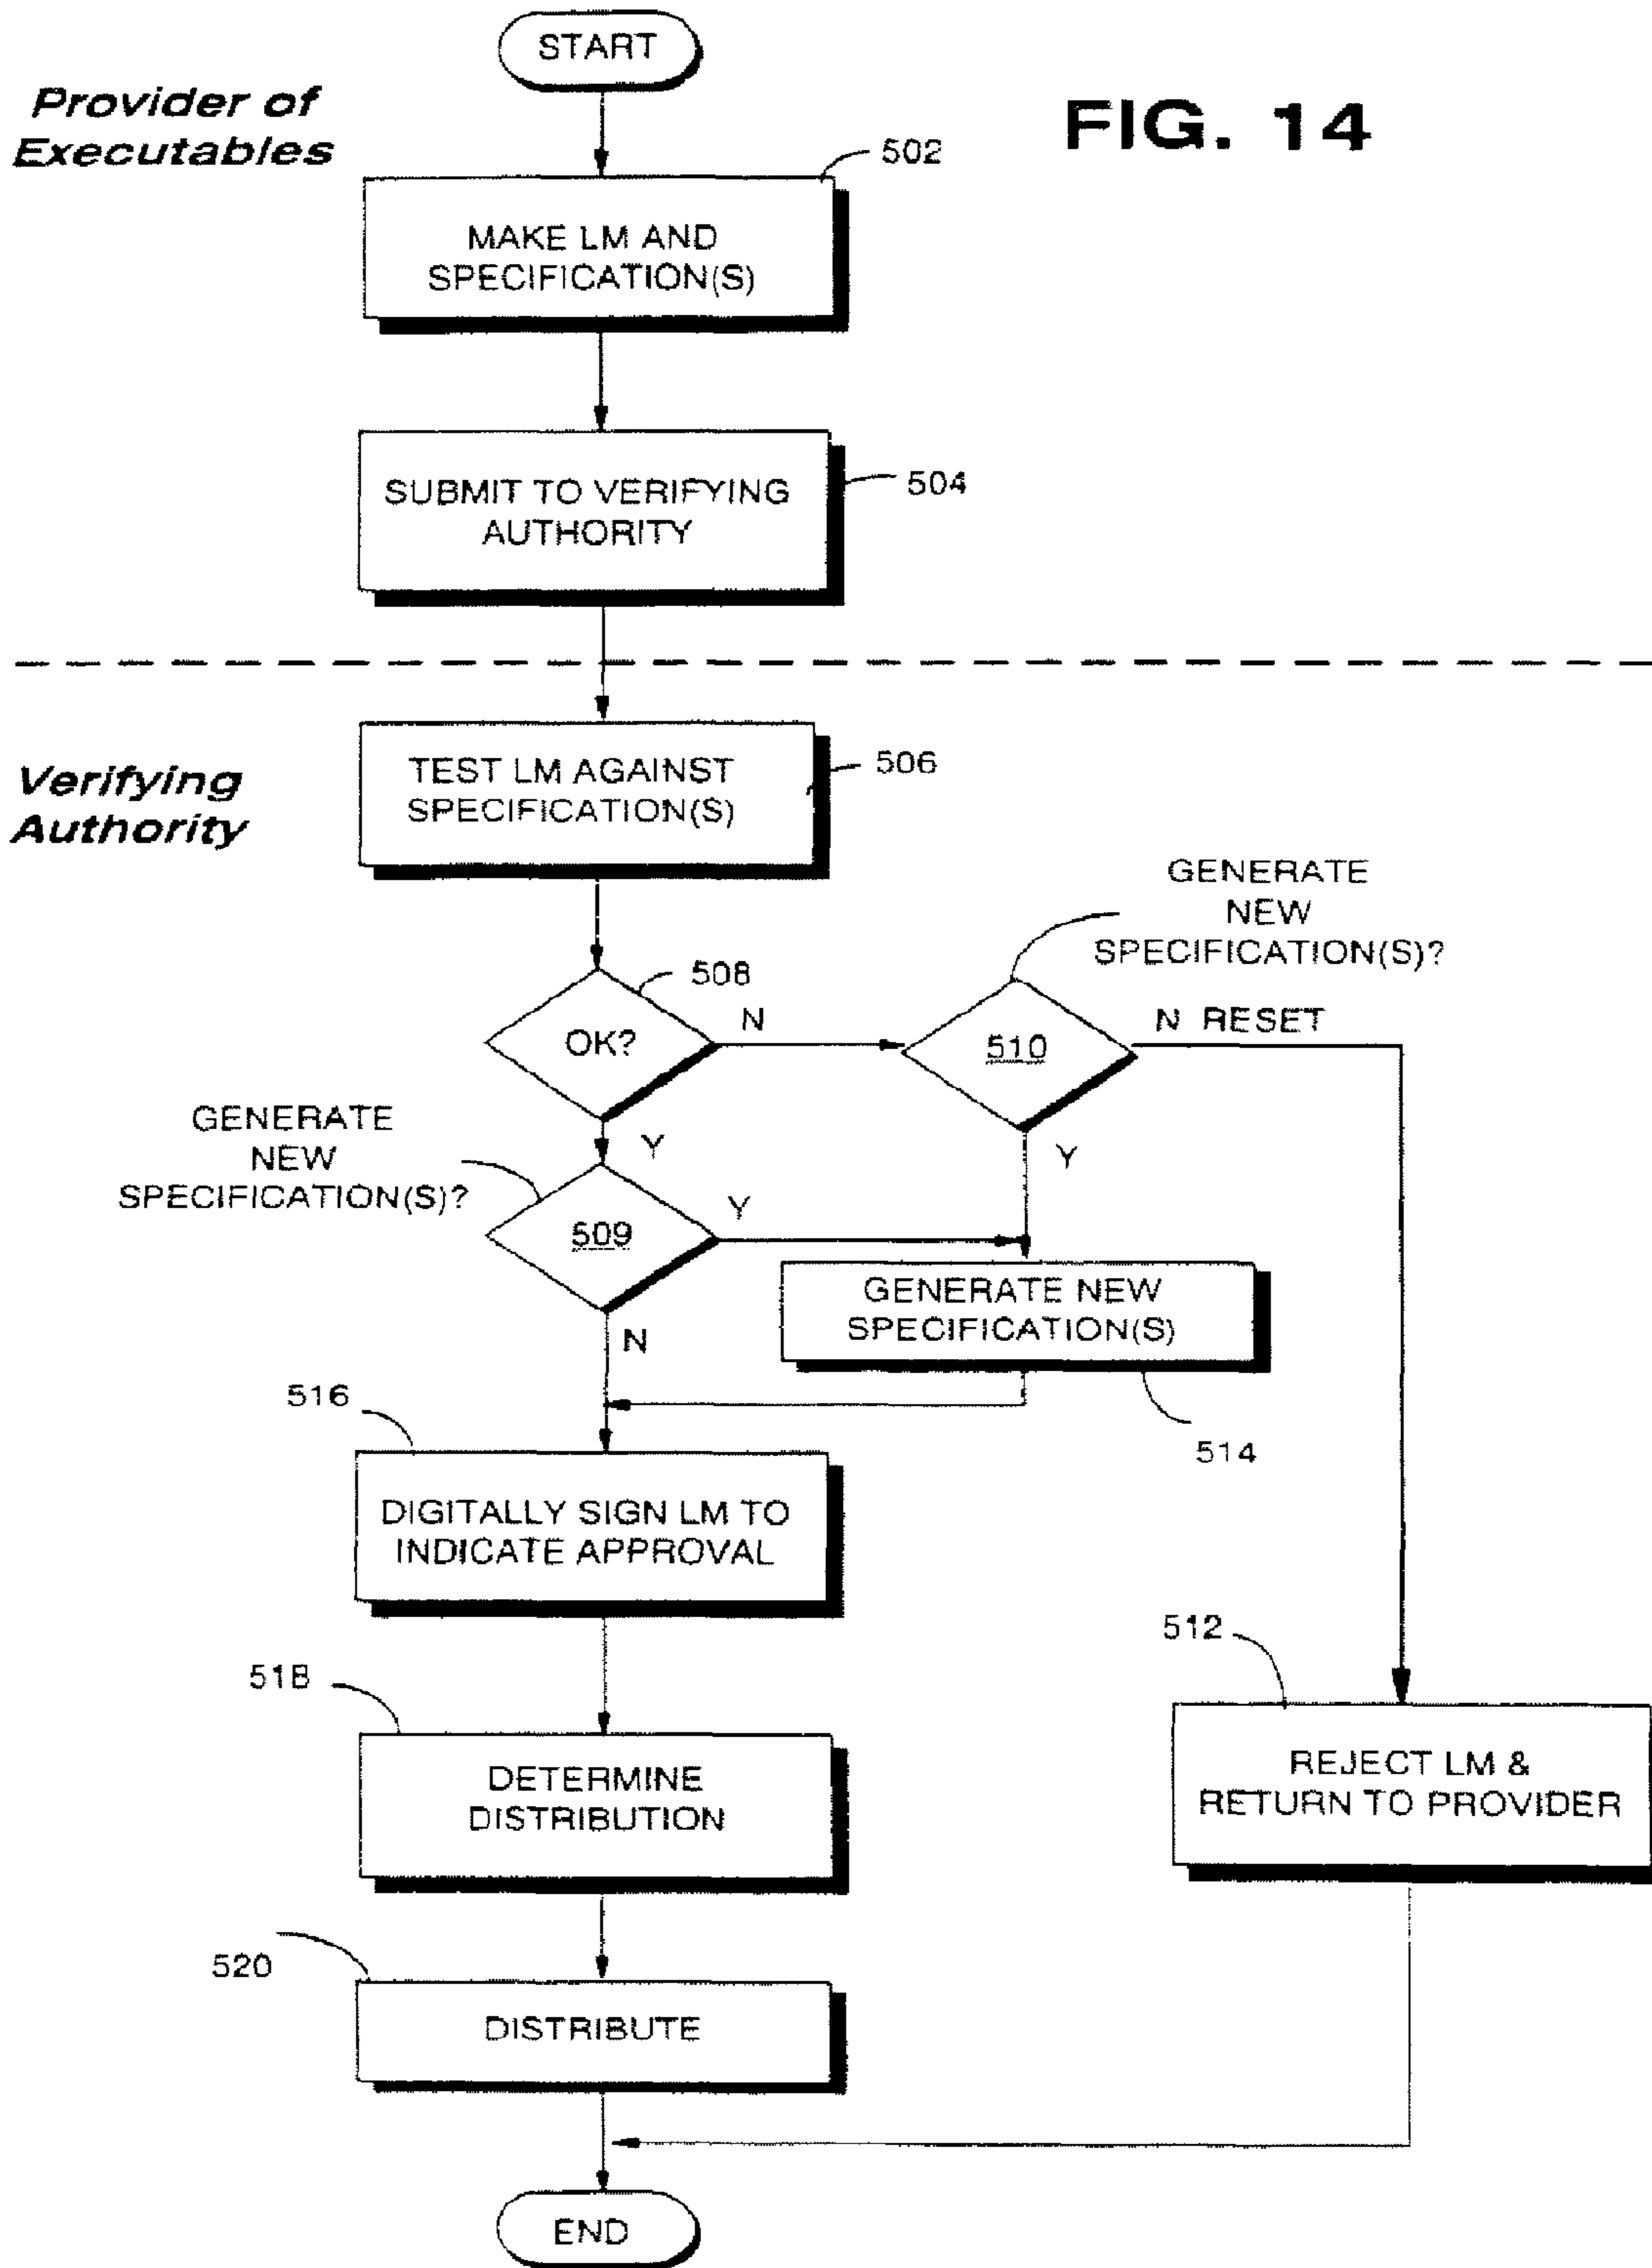 START
Provider of
Executables
FIG. 14
502
MAKE LM AND
SPECIFICATION(S)
504
SUBMIT TO VERIFYING
AUTHORITY
Verifying
Authority
506
TEST LM AGAINST
SPECIFICATION(S)
GENERATE
NEW
SPECIFICATION(S)?
508
OK?
N
510
N RESET
GENERATE
NEW
SPECIFICATION(S)?
Y
Y
509
Y
N
GENERATE NEW
SPECIFICATION(S)
514
516
DIGITALLY SIGN LM TO
INDICATE APPROVAL
512
518
DETERMINE
DISTRIBUTION
REJECT LM &
RETURN TO PROVIDER
520
DISTRIBUTE
END